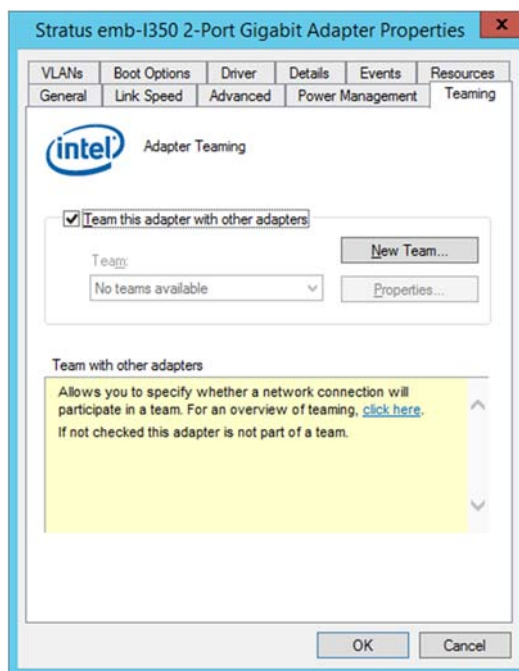 Stratus emb-I350 2-Port Gigabit Adapter Properties
x
VLANs Boot Options Driver Details Events Resources
General Link Speed Advanced Power Management Teaming
intel Adapter Teaming
Team this adapter with other adapters
New Team...
Team:
No teams available
Properties...
Team with other adapters
Allows you to specify whether a network connection will
participate in a team. For an overview of teaming, click here.
If not checked this adapter is not part of a team.
OK Cancel